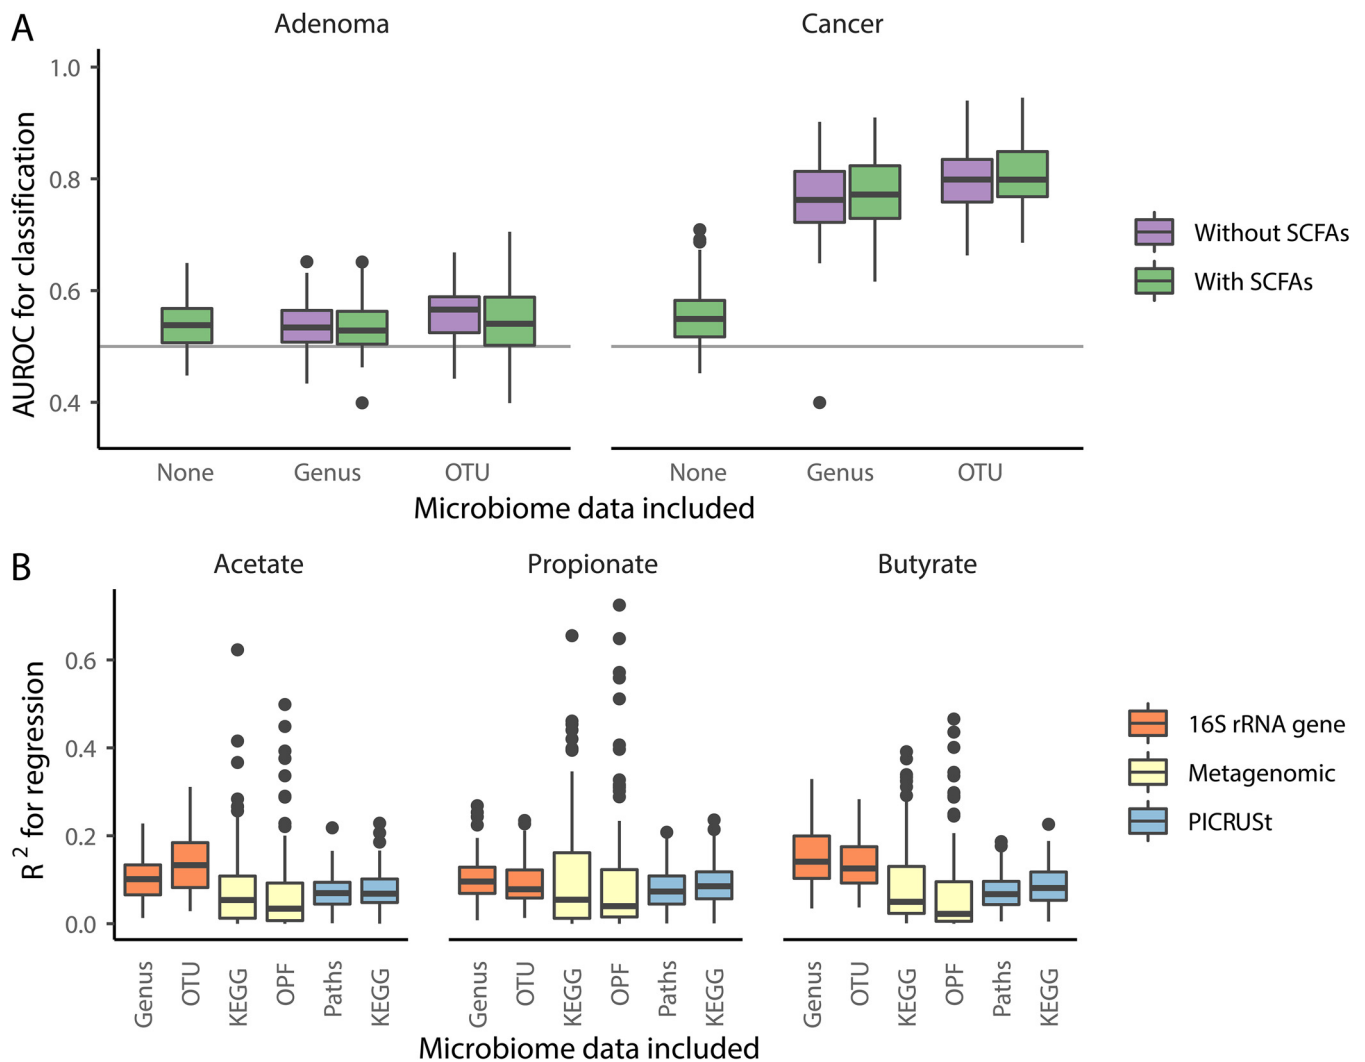 A
Adenoma
Cancer
AUROC for classification
1.0
0.8
0.6
0.4
None
Genus
OTU
None
Genus
OTU
Microbiome data included
Without SCFAs
With SCFAs
B
Acetate
Propionate
Butyrate
R 2 for regression
0.6
0.4
0.2
0.0
Genus
OTU
KEGG
OPF
Paths
KEGG
Genus
OTU
KEGG
OPF
Paths
KEGG
Genus
OTU
KEGG
OPF
Paths
KEGG
Microbiome data included
16S rRNA gene
Metagenomic
PICRUSt